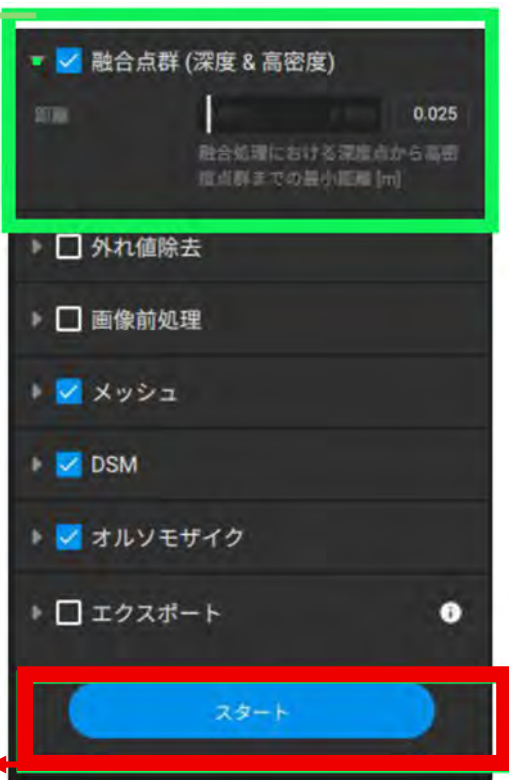 融合点群 (深度 & 高密度)
距離
0.025
融合処理における深度点から高密
度点群までの最小距離 [m]
外れ値除去
画像前処理
メッシュ
DSM
オルソモザイク
エクスポート
スタート